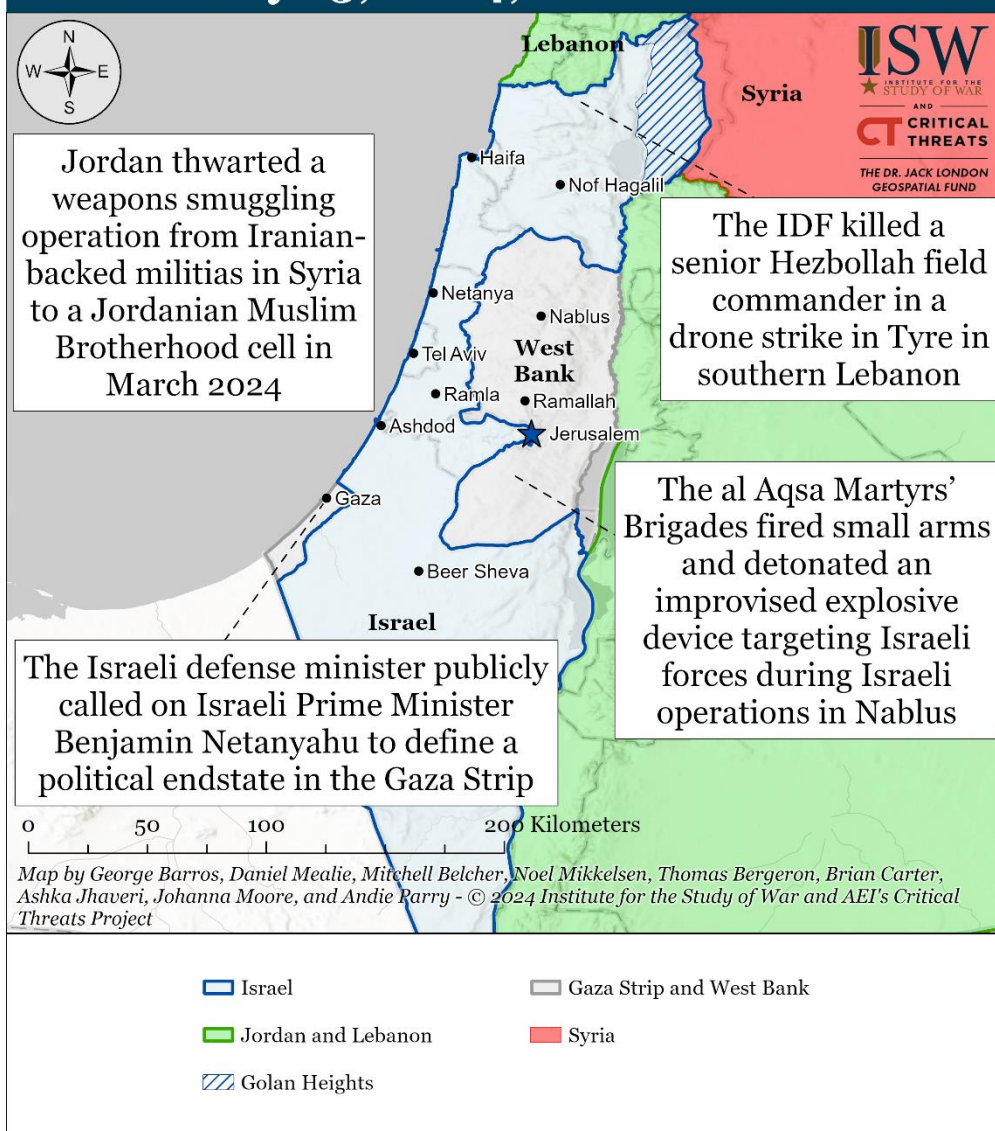 N
W
E
S
Lebanon
Syria
ISW
INSTITUTE FOR THE
STUDY OF WAR
AND
CT CRITICAL
THREATS
THE DR. JACK LONDON
GEOSPATIAL FUND
Jordan thwarted a
weapons smuggling
operation from Iranian-
backed militias in Syria
to a Jordanian Muslim
Brotherhood cell in
March 2024
Haifa
Nof Hagalil
The IDF killed a
senior Hezbollah field
commander in a
drone strike in Tyre in
southern Lebanon
Netanya
Nablus
Tel Aviv
West
Bank
Ramla
Ramallah
Ashdod
Jerusalem
Gaza
The al Aqsa Martyrs’
Brigades fired small arms
and detonated an
improvised explosive
device targeting Israeli
forces during Israeli
operations in Nablus
Beer Sheva
Israel
The Israeli defense minister publicly
called on Israeli Prime Minister
Benjamin Netanyahu to define a
political endstate in the Gaza Strip
0 50 100 200 Kilometers
Map by George Barros, Daniel Mealie, Mitchell Belcher, Noel Mikkelsen, Thomas Bergeron, Brian Carter,
Ashka Jhaveri, Johanna Moore, and Andie Parry - © 2024 Institute for the Study of War and AEI's Critical
Threats Project
Israel
Gaza Strip and West Bank
Jordan and Lebanon
Syria
Golan Heights